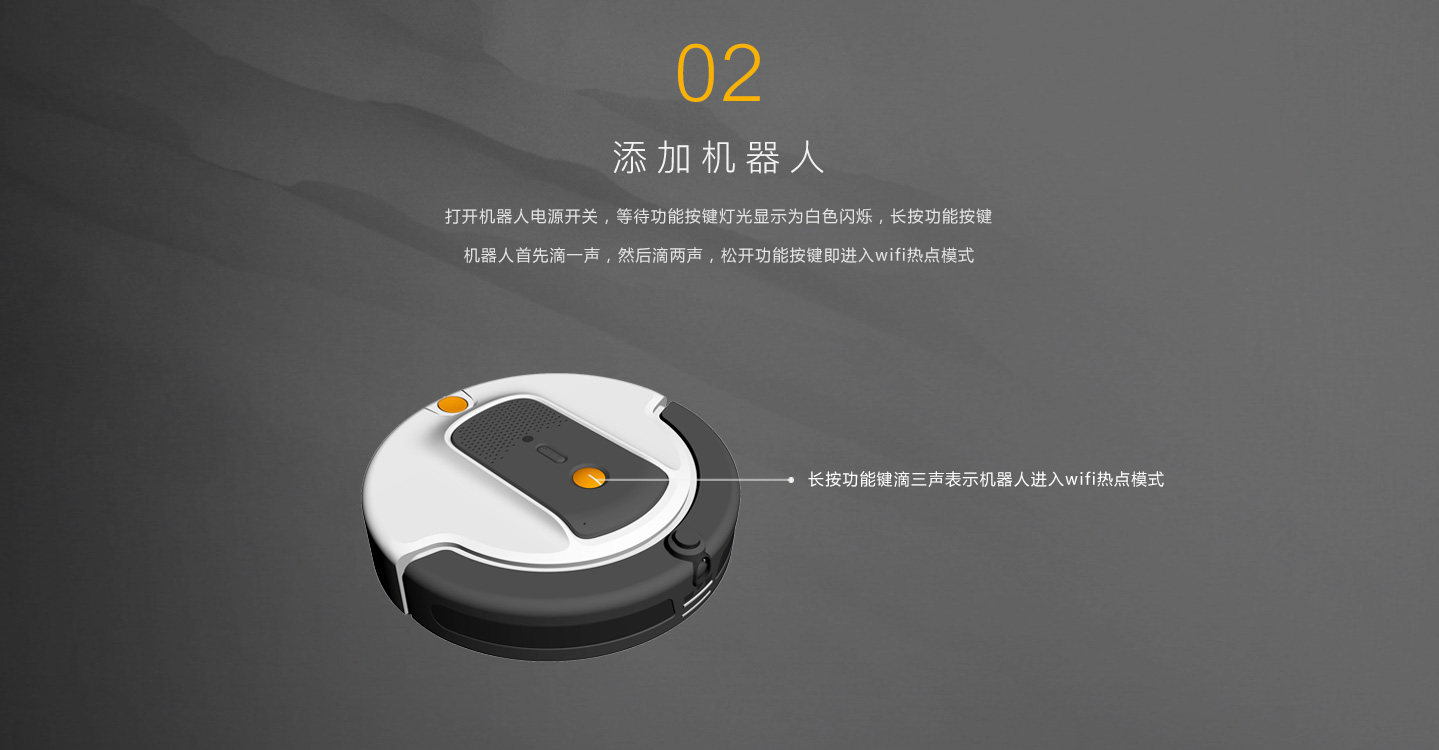 02
添加机器人
打开机器人电源开关，等待功能按键灯光显示为白色闪烁，长按功能按键
机器人首先滴一声，然后滴两声，松开功能按键即进入wifi热点模式
长按功能键滴三声表示机器人进入wifi热点模式